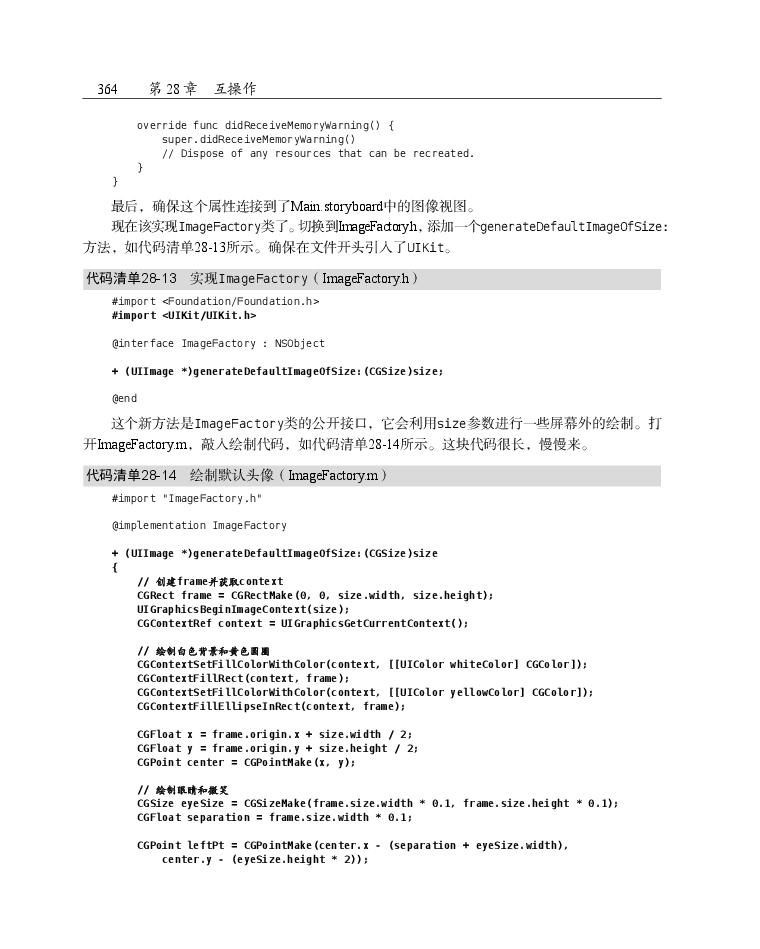 364 第 28 章 互操作
override func didReceiveMemoryWarning() {
super.didReceiveMemoryWarning()
// Dispose of any resources that can be recreated.
}
}
最后，确保这个属性连接到了Main.storyboard中的图像视图。
现在该实现ImageFactory类了。切换到ImageFactory.h，添加一个generateDefaultImageOfSize:
方法，如代码清单28-13所示。确保在文件开头引入了UIKit。
代码清单28-13 实现ImageFactory（ImageFactory.h）
#import <Foundation/Foundation.h>
#import <UIKit/UIKit.h>
@interface ImageFactory : NSObject
+ (UIImage *)generateDefaultImageOfSize:(CGSize)size;
@end
这个新方法是ImageFactory类的公开接口，它会利用size参数进行一些屏幕外的绘制。打
开ImageFactory.m，敲入绘制代码，如代码清单28-14所示。这块代码很长，慢慢来。
代码清单28-14 绘制默认头像（ImageFactory.m）
#import "ImageFactory.h"
@implementation ImageFactory
+ (UIImage *)generateDefaultImageOfSize:(CGSize)size
{
// 创建frame并获取context
CGRect frame = CGRectMake(0, 0, size.width, size.height);
UIGraphicsBeginImageContext(size);
CGContextRef context = UIGraphicsGetCurrentContext();
// 绘制白色背景和黄色圆圈
CGContextSetFillColorWithColor(context, [[UIColor whiteColor] CGColor]);
CGContextFillRect(context, frame);
CGContextSetFillColorWithColor(context, [[UIColor yellowColor] CGColor]);
CGContextFillEllipseInRect(context, frame);
CGFloat x = frame.origin.x + size.width / 2;
CGFloat y = frame.origin.y + size.height / 2;
CGPoint center = CGPointMake(x, y);
// 绘制眼睛和微笑
CGSize eyeSize = CGSizeMake(frame.size.width * 0.1, frame.size.height * 0.1);
CGFloat separation = frame.size.width * 0.1;
CGPoint leftPt = CGPointMake(center.x - (separation + eyeSize.width),
center.y - (eyeSize.height * 2));